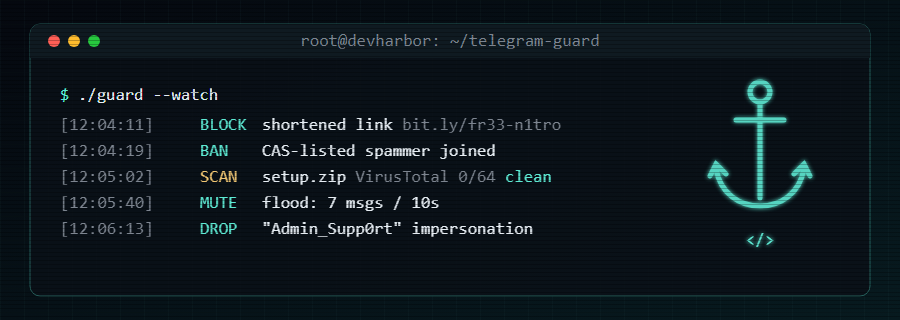 root@devharbor: ~/telegram-guard
$ ./guard --watch
[12:04:11] BLOCK shortened link bit.ly/fr33-n1tro
[12:04:19] BAN CAS-listed spammer joined
[12:05:02] SCAN setup.zip VirusTotal 0/64 clean
[12:05:40] MUTE flood: 7 msgs / 10s
[12:06:13] DROP "Admin_Supp0rt" impersonation
</>